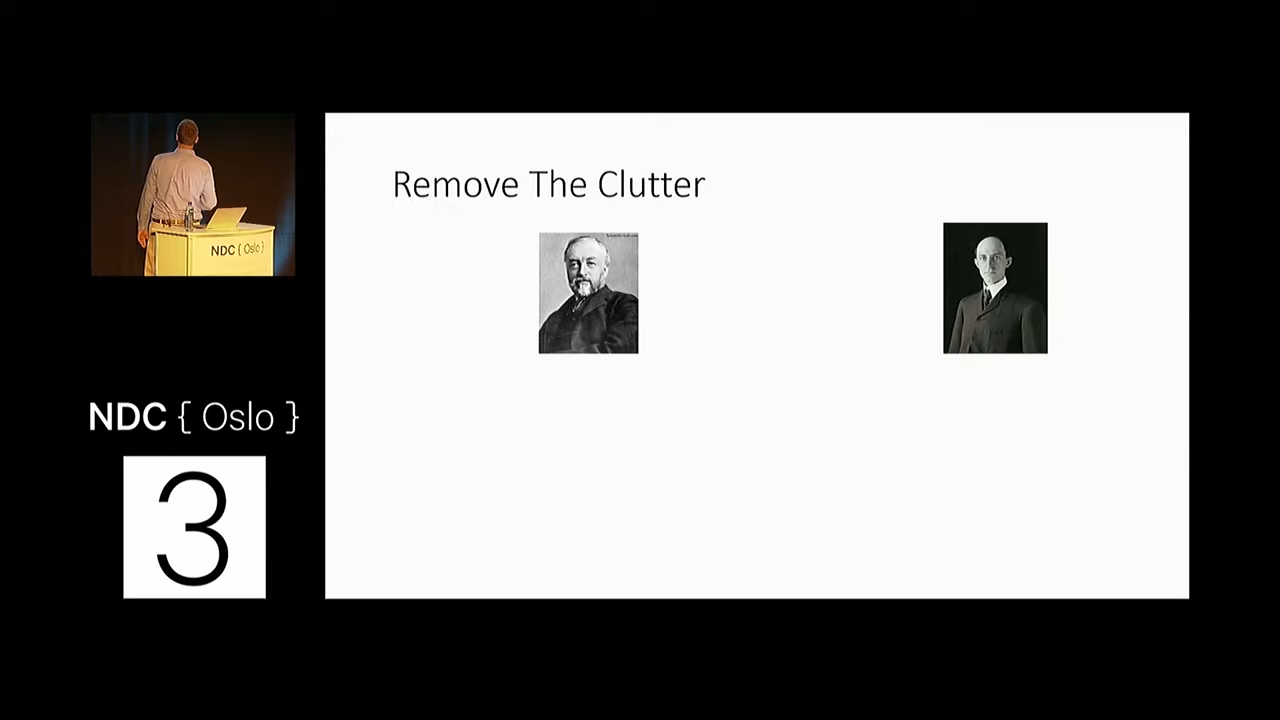 NDC { Oslo }
Remove The Clutter
NDC { Oslo }
3